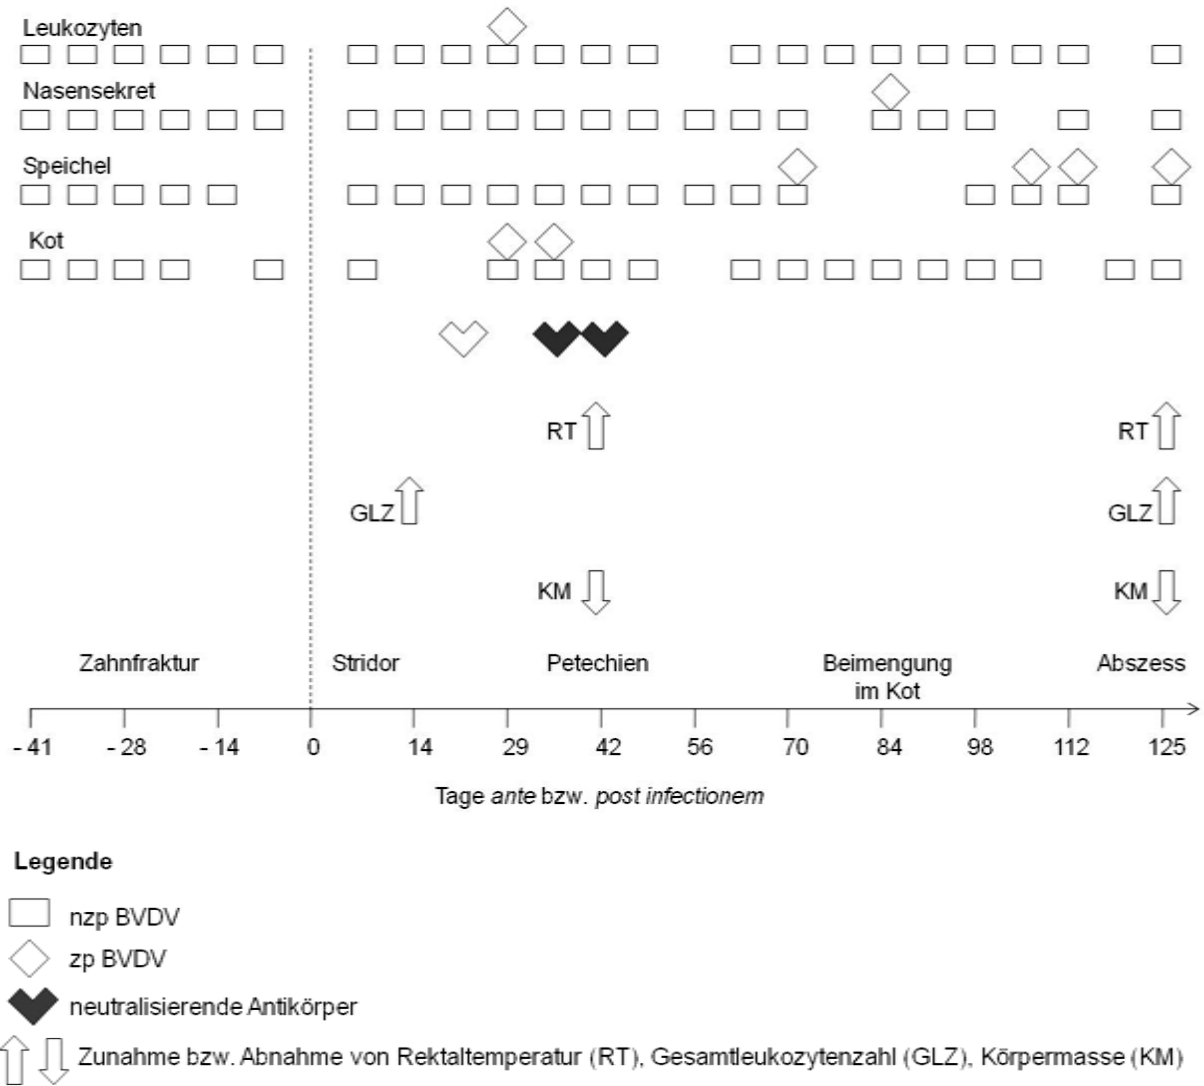 Leukozyten
Nasensekret
Speichel
Kot
RT
RT
GLZ
GLZ
KM
KM
Zahnfraktur Stridor Petechien Beimengung im Kot Abszess
- 41 - 28 - 14 0 14 29 42 56 70 84 98 112 125
Tage ante bzw. post infectionem
Legende
nzp BVDV
zp BVDV
neutralisierende Antikörper
Zunahme bzw. Abnahme von Rektaltemperatur (RT), Gesamtleukozytenzahl (GLZ), Körpermasse (KM)